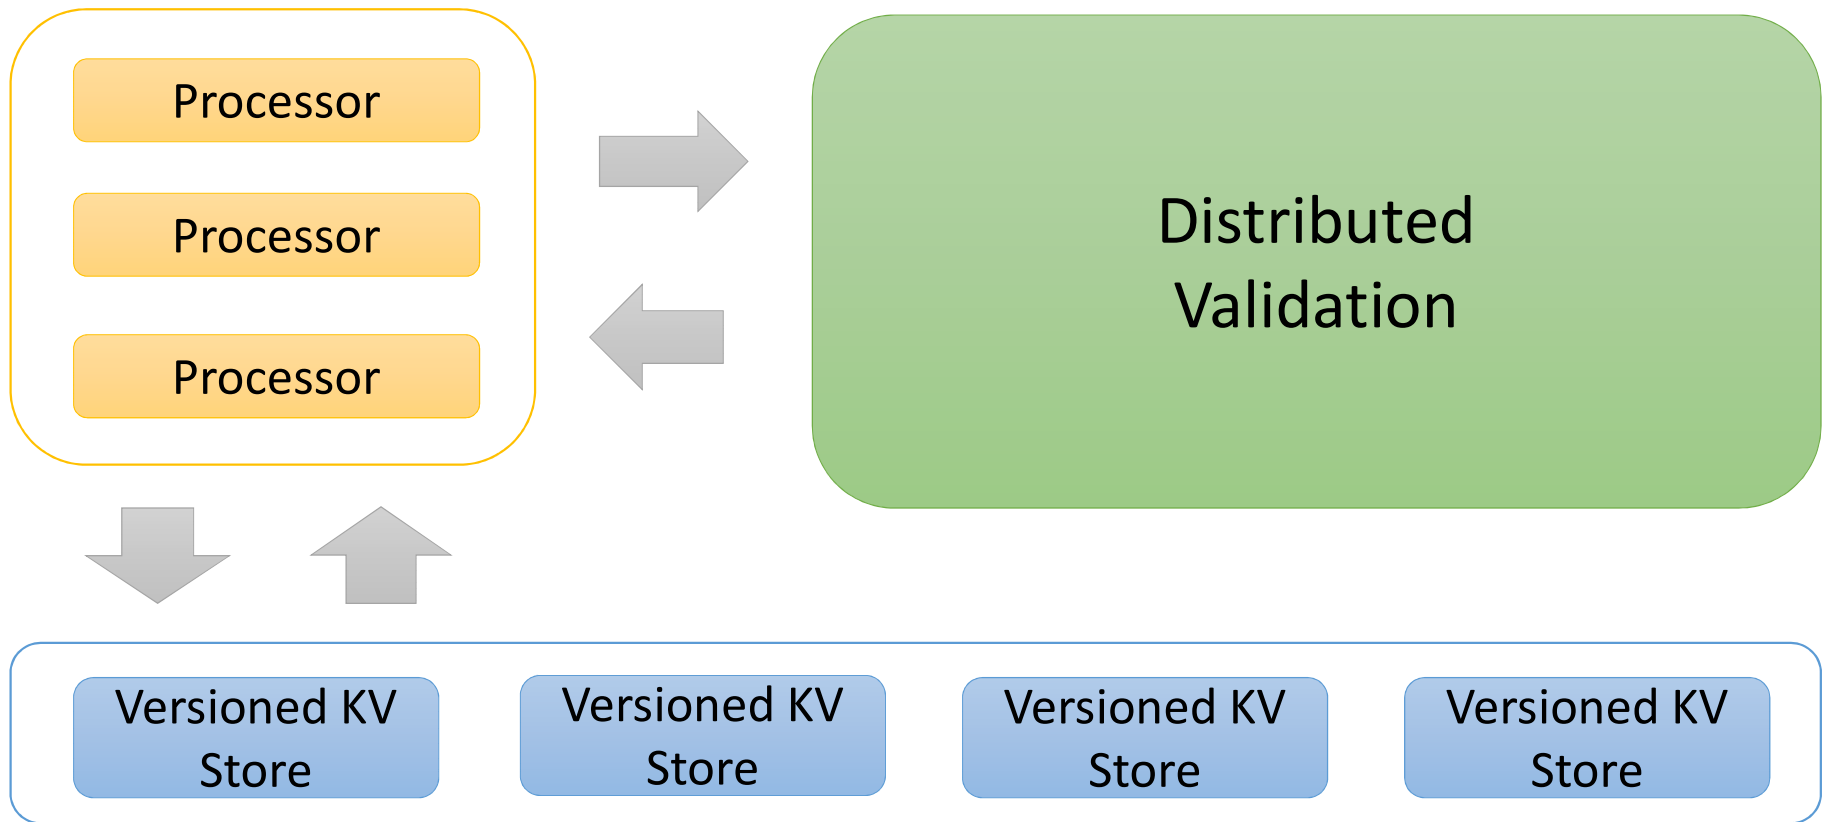 Processor
Processor
Processor
Distributed
Validation
Versioned KV
Store
Versioned KV
Store
Versioned KV
Store
Versioned KV
Store